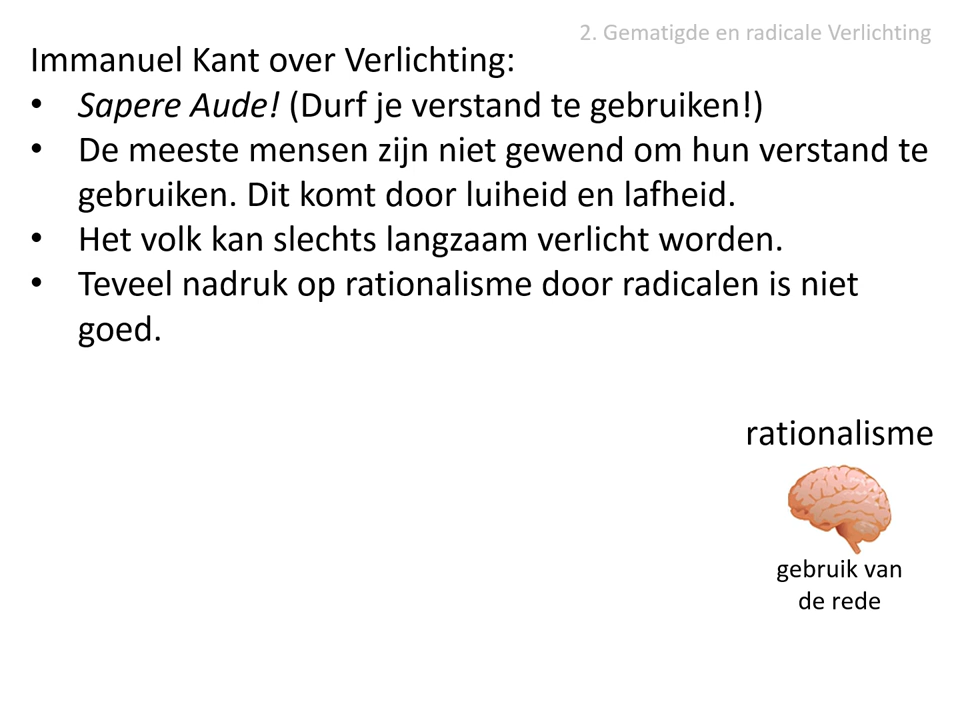 2. Gematigde en radicale Verlichting
Immanuel Kant over Verlichting:
• Sapere Aude! (Durf je verstand te gebruiken!)
• De meeste mensen zijn niet gewend om hun verstand te
gebruiken. Dit komt door luiheid en lafheid.
• Het volk kan slechts langzaam verlicht worden.
• Teveel nadruk op rationalisme door radicalen is niet
goed.
rationalisme
gebruik van
de rede